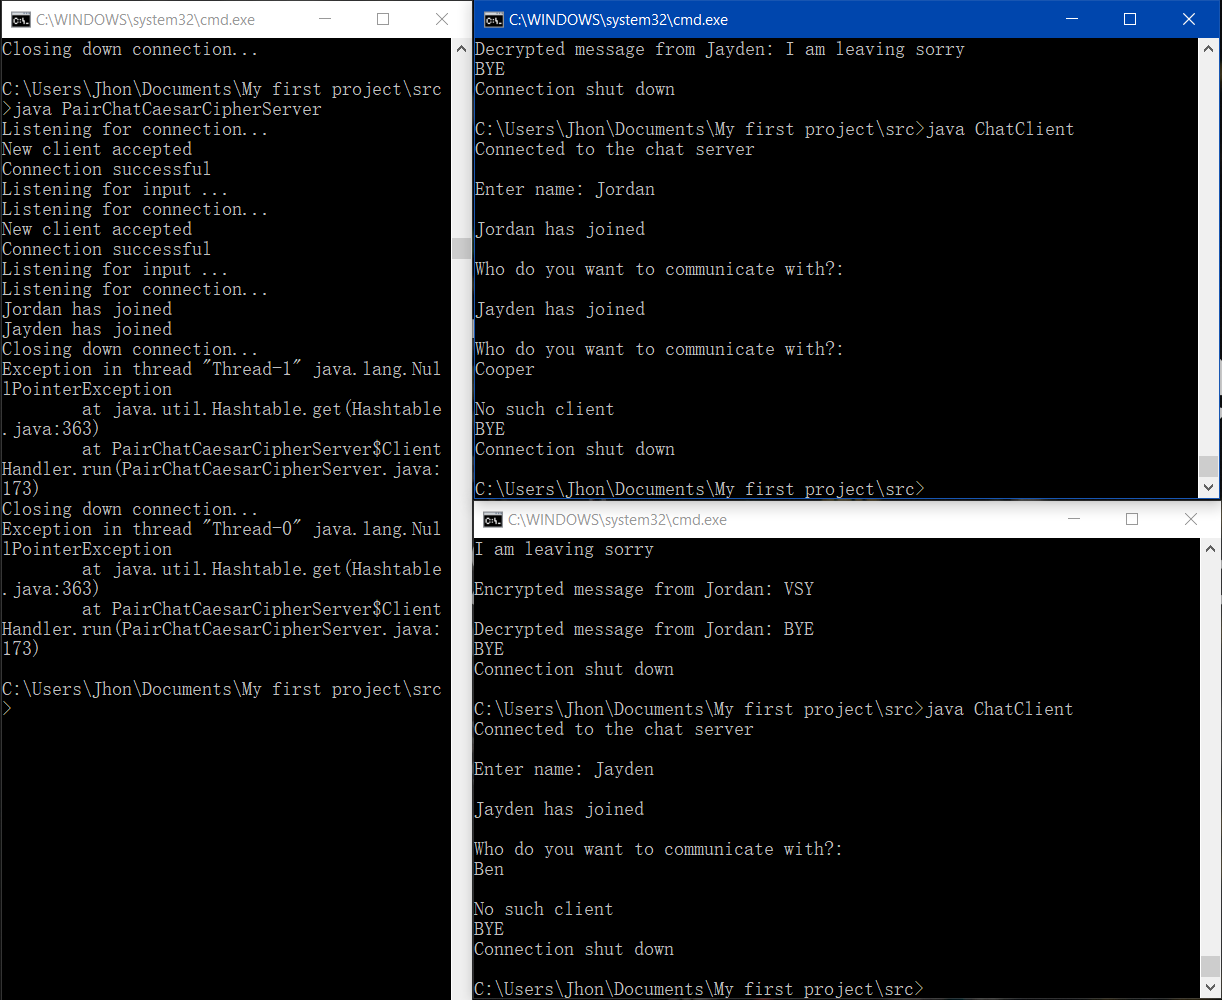 C:\WINDOWS\system32\cmd.exe
Closing down connection...
C:\Users\Jhon\Documents\My first project\src
>java PairChatCaesarCipherServer
Listening for connection...
New client accepted
Connection successful
Listening for input ...
Listening for connection...
New client accepted
Connection successful
Listening for input ...
Listening for connection...
Jordan has joined
Jayden has joined
Closing down connection...
Exception in thread "Thread-1" java.lang.Nul
lPointerException
        at java.util.Hashtable.get(Hashtable
.java:363)
        at PairChatCaesarCipherServer$Client
Handler.run(PairChatCaesarCipherServer.java:
173)
Closing down connection...
Exception in thread "Thread-0" java.lang.Nul
lPointerException
        at java.util.Hashtable.get(Hashtable
.java:363)
        at PairChatCaesarCipherServer$Client
Handler.run(PairChatCaesarCipherServer.java:
173)
C:\Users\Jhon\Documents\My first project\src
>
C:\WINDOWS\system32\cmd.exe
Decrypted message from Jayden: I am leaving sorry
BYE
Connection shut down
C:\Users\Jhon\Documents\My first project\src>java ChatClient
Connected to the chat server
Enter name: Jordan
Jordan has joined
Who do you want to communicate with?:
Jayden has joined
Who do you want to communicate with?:
Cooper
No such client
BYE
Connection shut down
C:\Users\Jhon\Documents\My first project\src>
C:\WINDOWS\system32\cmd.exe
I am leaving sorry
Encrypted message from Jordan: VSY
Decrypted message from Jordan: BYE
BYE
Connection shut down
C:\Users\Jhon\Documents\My first project\src>java ChatClient
Connected to the chat server
Enter name: Jayden
Jayden has joined
Who do you want to communicate with?:
Ben
No such client
BYE
Connection shut down
C:\Users\Jhon\Documents\My first project\src>